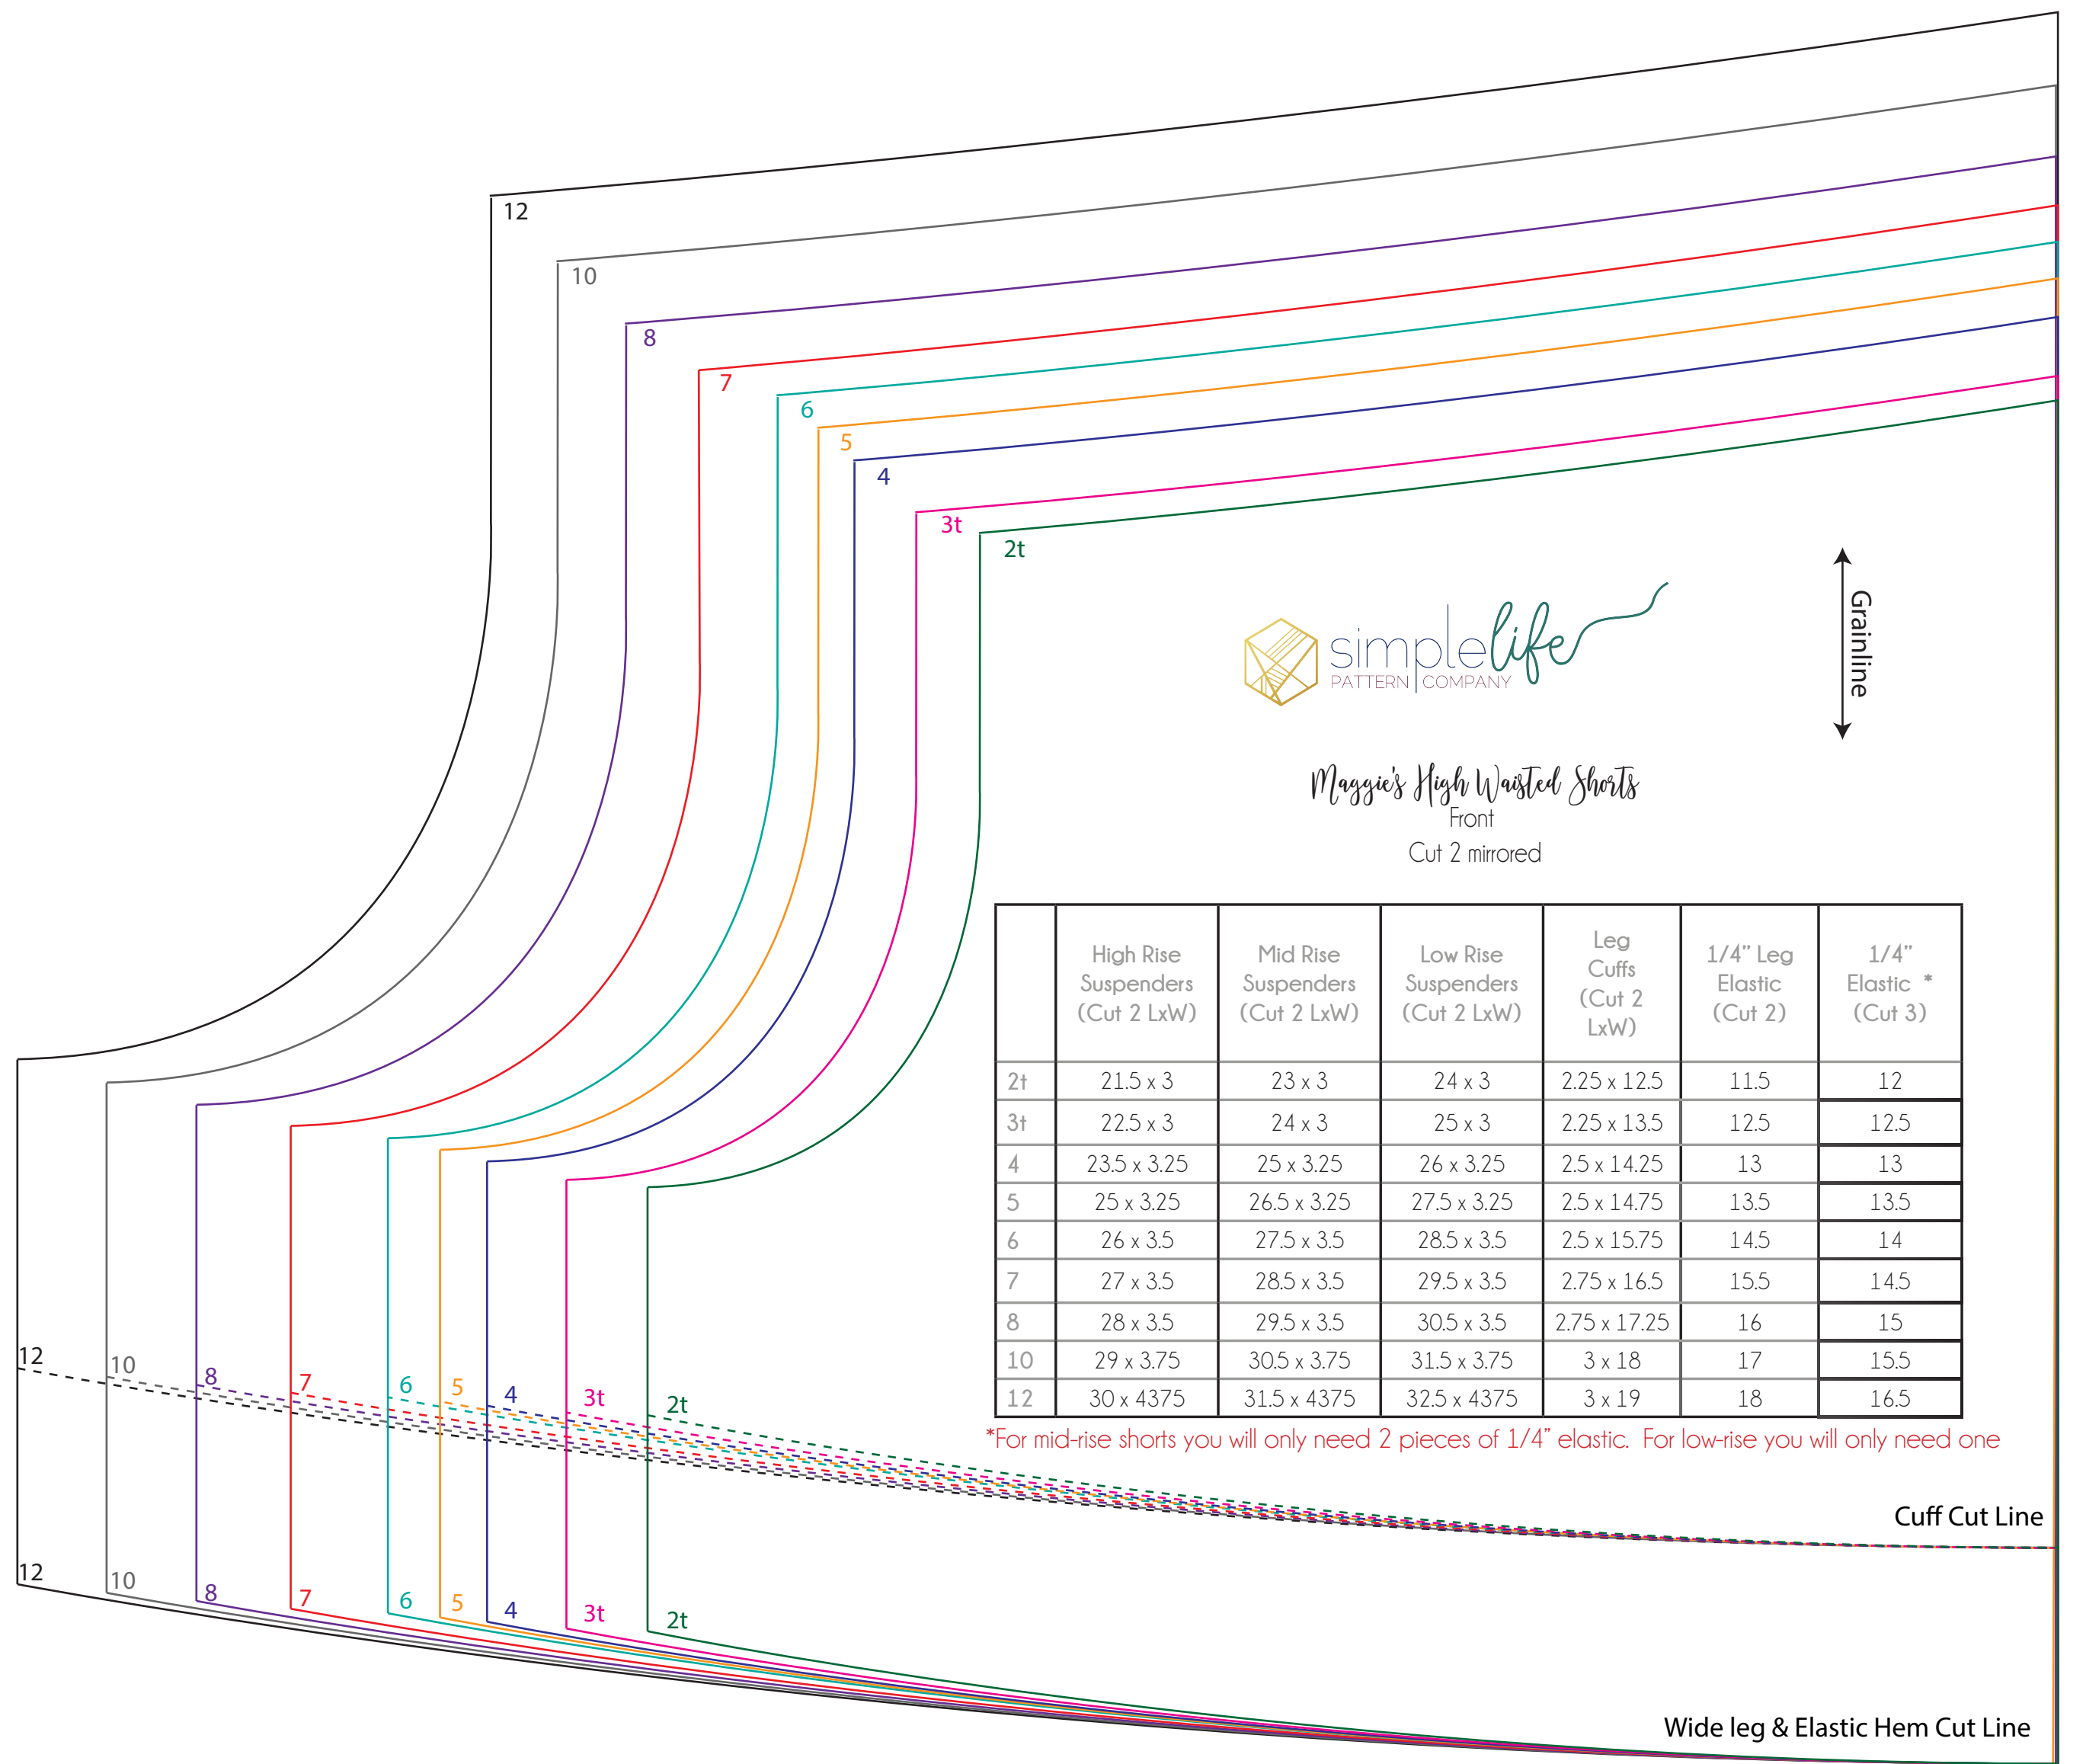 12
10
8
7
6
5
4
3t
2t
simplelife
PATTERN COMPANY
Grainline
Maggie's High Waisted Shorts
Front
Cut 2 mirrored
High Rise Suspenders (Cut 2 LxW) Mid Rise Suspenders (Cut 2 LxW) Low Rise Suspenders (Cut 2 LxW) Leg Cuffs (Cut 2 LxW) 1/4” Leg Elastic (Cut 2) 1/4” Elastic * (Cut 3)
2t 21.5 x 3 23 x 3 24 x 3 2.25 x 12.5 11.5 12
3t 22.5 x 3 24 x 3 25 x 3 2.25 x 13.5 12.5 12.5
4 23.5 x 3.25 25 x 3.25 26 x 3.25 2.5 x 14.25 13 13
5 25 x 3.25 26.5 x 3.25 27.5 x 3.25 2.5 x 14.75 13.5 13.5
6 26 x 3.5 27.5 x 3.5 28.5 x 3.5 2.5 x 15.75 14.5 14
7 27 x 3.5 28.5 x 3.5 29.5 x 3.5 2.75 x 16.5 15.5 14.5
8 28 x 3.5 29.5 x 3.5 30.5 x 3.5 2.75 x 17.25 16 15
10 29 x 3.75 30.5 x 3.75 31.5 x 3.75 3 x 18 17 15.5
12 30 x 4375 31.5 x 4375 32.5 x 4375 3 x 19 18 16.5
*For mid-rise shorts you will only need 2 pieces of 1/4” elastic. For low-rise you will only need one
12 10 8 7 6 5 4 3t 2t
Cuff Cut Line
12 10 8 7 6 5 4 3t 2t
Wide leg & Elastic Hem Cut Line